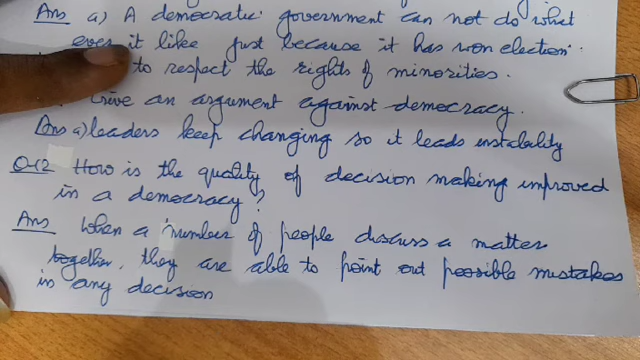 Ans a) A democratic government can not do what
ever it like just because it has won election.
to respect the rights of minorities.
Give an argument against democracy.
Ans a) leaders keep changing so it leads instability
Q12 How is the quality of decision making improved
in a democracy?
Ans When a number of people discuss a matter
together, they are able to point out possible mistakes
in any decision